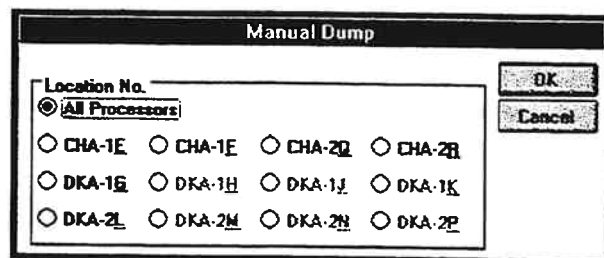 Manual Dump
Location No.
All Processors
CHA-1E CHA-1F CHA-2Q CHA-2R
DKA-1G DKA-1H DKA-1J DKA-1K
DKA-2L DKA-2M DKA-2N DKA-2P
OK
Cancel